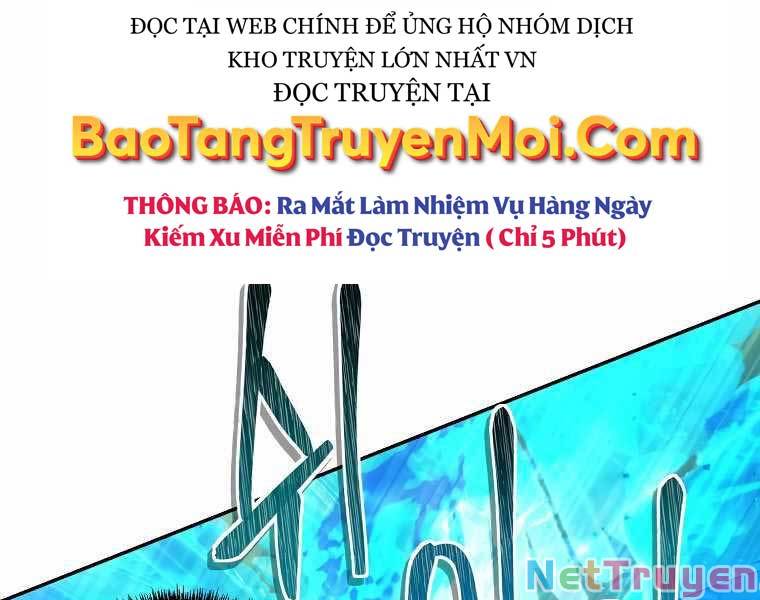 ĐỌC TẠI WEB CHÍNH ĐỂ ỦNG HỘ NHÓM DỊCH
KHO TRUYỆN LỚN NHẤT VN
ĐỌC TRUYỆN TẠI
BaoTangTruyenMoi.Com
THÔNG BÁO: Ra Mắt Làm Nhiệm Vụ Hàng Ngày
Kiếm Xu Miễn Phí Đọc Truyện ( Chỉ 5 Phút)
NetTruyen